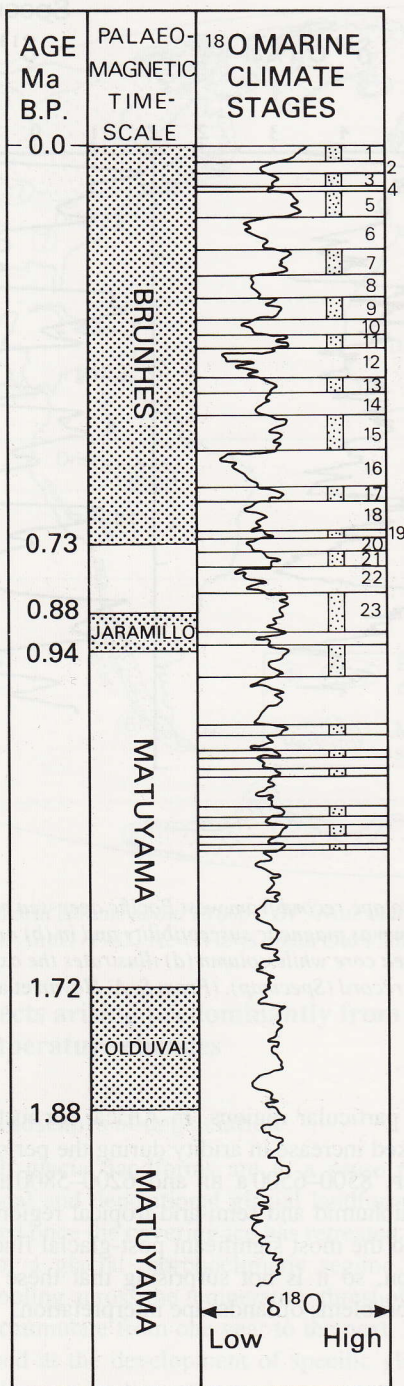 AGE
Ma
B.P.
PALAEO-
MAGNETIC
TIME-
SCALE
¹⁸O MARINE
CLIMATE
STAGES
0.0
1
2
3
4
5
6
7
8
9
10
11
12
13
14
15
16
17
18
19
20
21
22
23
BRUNHES
0.73
0.88
JARAMILLO
0.94
MATUYAMA
1.72
OLDUVAI
1.88
MATUYAMA
δ¹⁸O
Low High